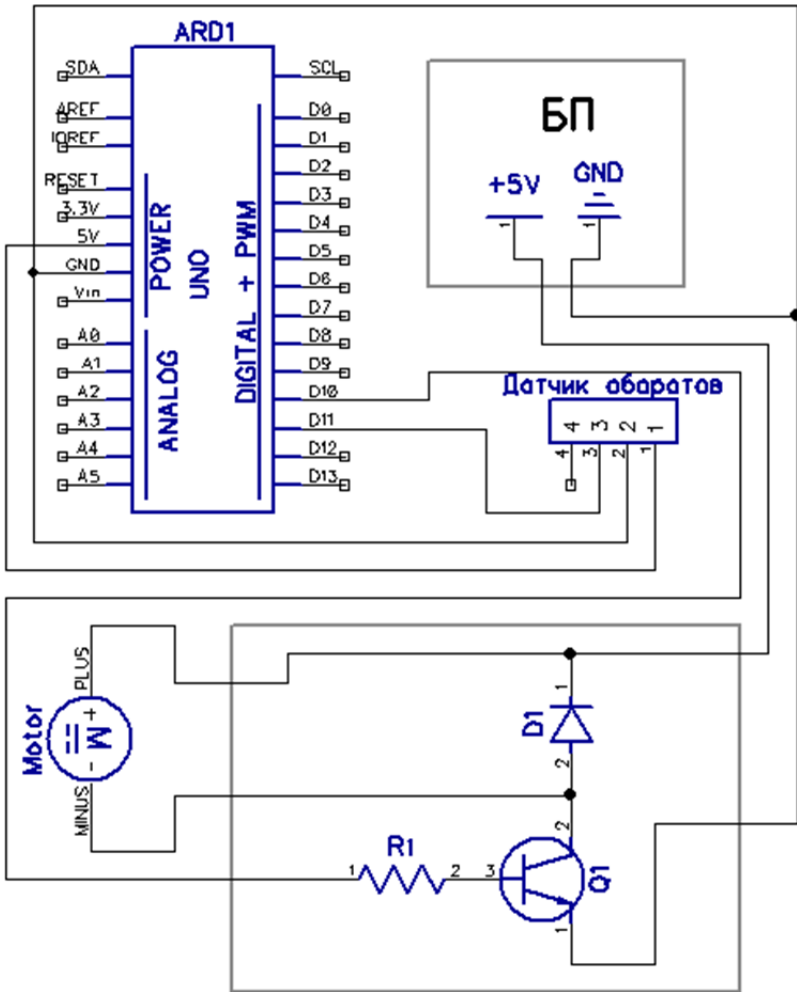 ARD1
SDA
AREF
IOREF
RESET
3.3V
5V
GND
Vin
A0
A1
A2
A3
A4
A5
POWER
UNO
ANALOG
DIGITAL + PWM
SCL
D0
D1
D2
D3
D4
D5
D6
D7
D8
D9
D10
D11
D12
D13
БП
+5V
GND
1
1
Датчик абаратов
4 3 2 1
4 3 2 1
PLUS
+
M
-
MINUS
Motor
D1
1
2
R1
1
2
3
2
1
Q1